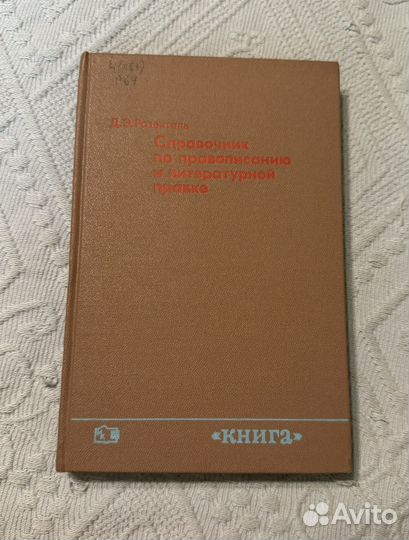 Д.Э. Розенталь
Справочник
по правописанию
и литературной
правке
«КНИГА»
Avito